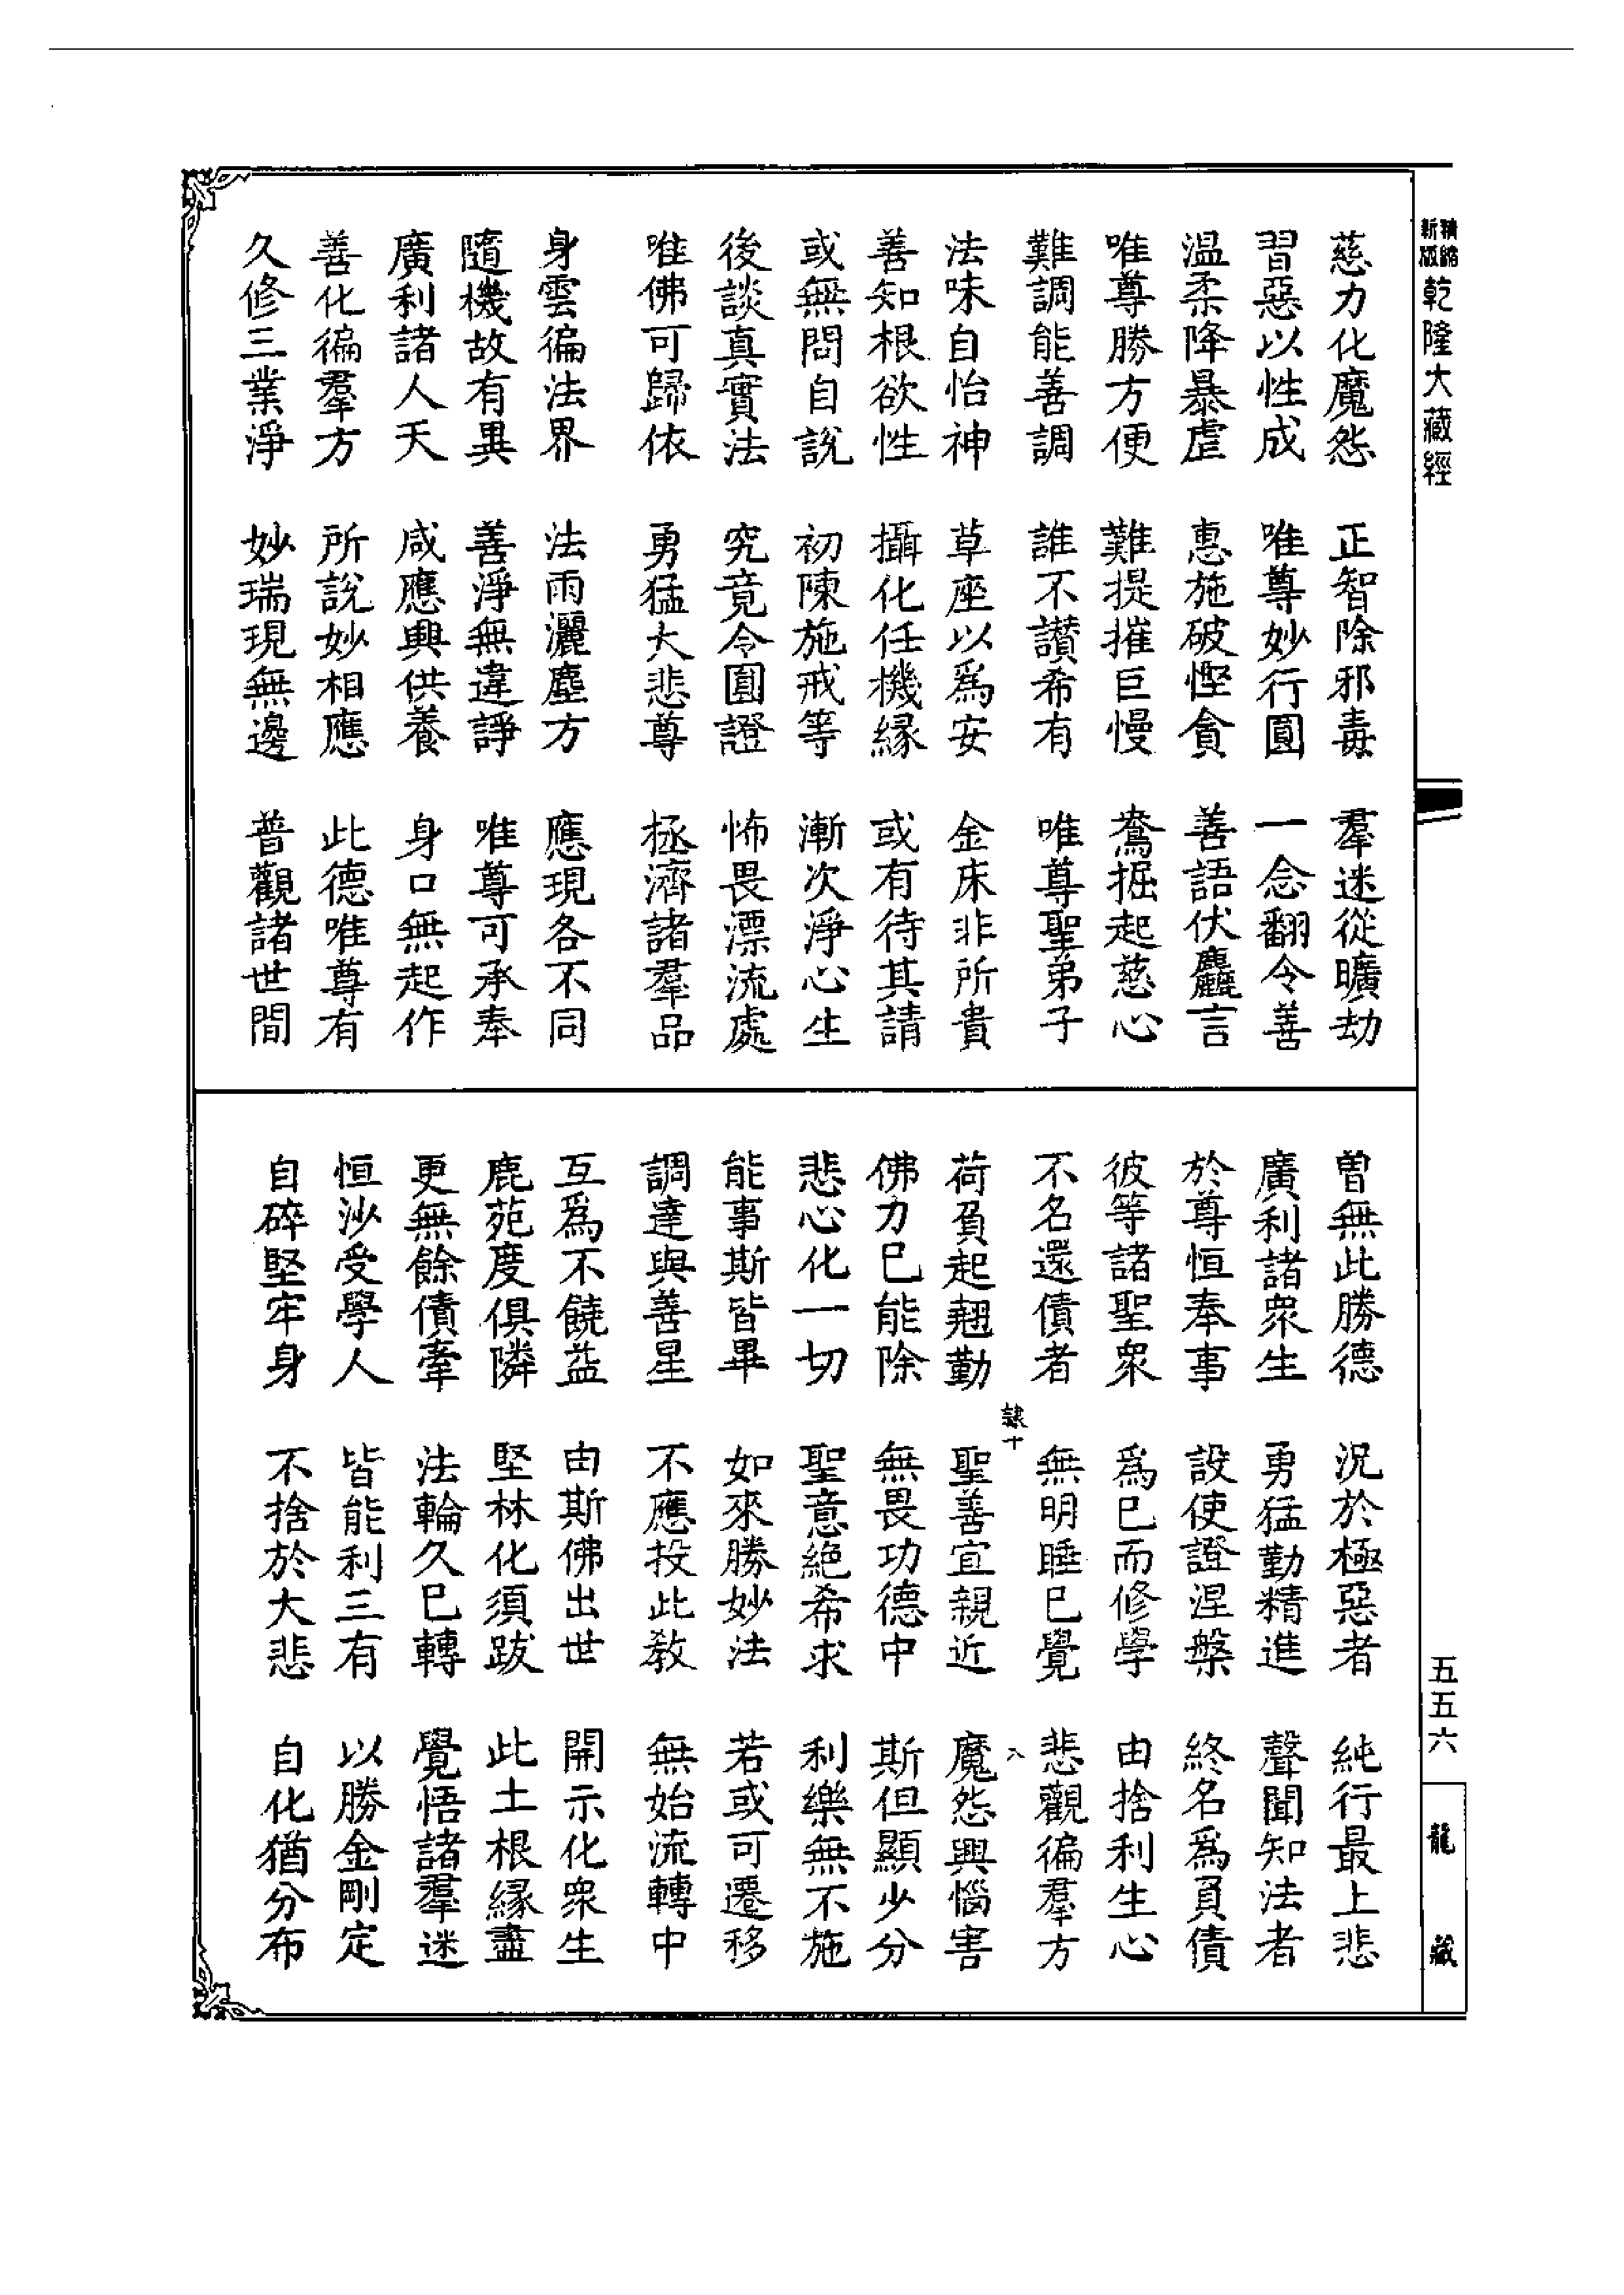 精縮新版乾隆大藏經
慈力化魔怨 正智除邪毒 羣迷從曠劫
習惡以性成 唯尊妙行圓 一念翻令善
温柔降暴虐 惠施破慳貪 善語伏麤言
唯尊勝方便 難提摧巨慢 鴦掘起慈心
難調能善調 誰不讃希有 唯尊聖弟子
法味自怡神 草座以爲安 金床非所貴
善知根欲性 攝化任機縁 或有待其請
或無問自說 初陳施戒等 漸次淨心生
後談真實法 究竟令圓證 怖畏漂流處
唯佛可歸依 勇猛大悲尊 拯濟諸羣品
身雲徧法界 法雨灑塵方 應現各不同
隨機故有異 善淨無違諍 唯尊可承奉
廣利諸人天 咸應興供養 身口無起作
善化徧羣方 所說妙相應 此德唯尊有
久修三業淨 妙瑞現無邊 普觀諸世間
曽無此勝德 況於極惡者 純行最上悲
廣利諸衆生 勇猛勤精進 聲聞知法者
於尊恒奉事 設使證涅槃 終名爲負債
彼等諸聖衆 爲巳而修學 由捨利生心
不名還債者 無明睡巳覺 悲觀徧羣方
隸十 八
荷負起翹勤 聖善宜親近 魔怨興惱害
佛力巳能除 無畏功德中 斯但顯少分
悲心化一切 聖意絶希求 利樂無不施
能事斯皆畢 如來勝妙法 若或可遷移
調達與善星 不應投此教 無始流轉中
互爲不饒益 由斯佛出世 開示化衆生
鹿苑度俱隣 堅林化須跋 此土根縁盡
更無餘債牽 法輪久巳轉 覺悟諸羣迷
恒沙受學人 皆能利三有 以勝金剛定
自碎堅牢身 不捨於大悲 自化猶分布
五五六
龍藏